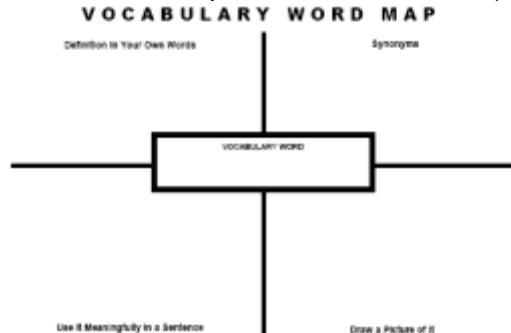 VOCABULARY WORD MAP
Definition in Your Own Words
Synonyms
VOCABULARY WORD
Use It Meaningfully in a Sentence
Draw a Picture of It